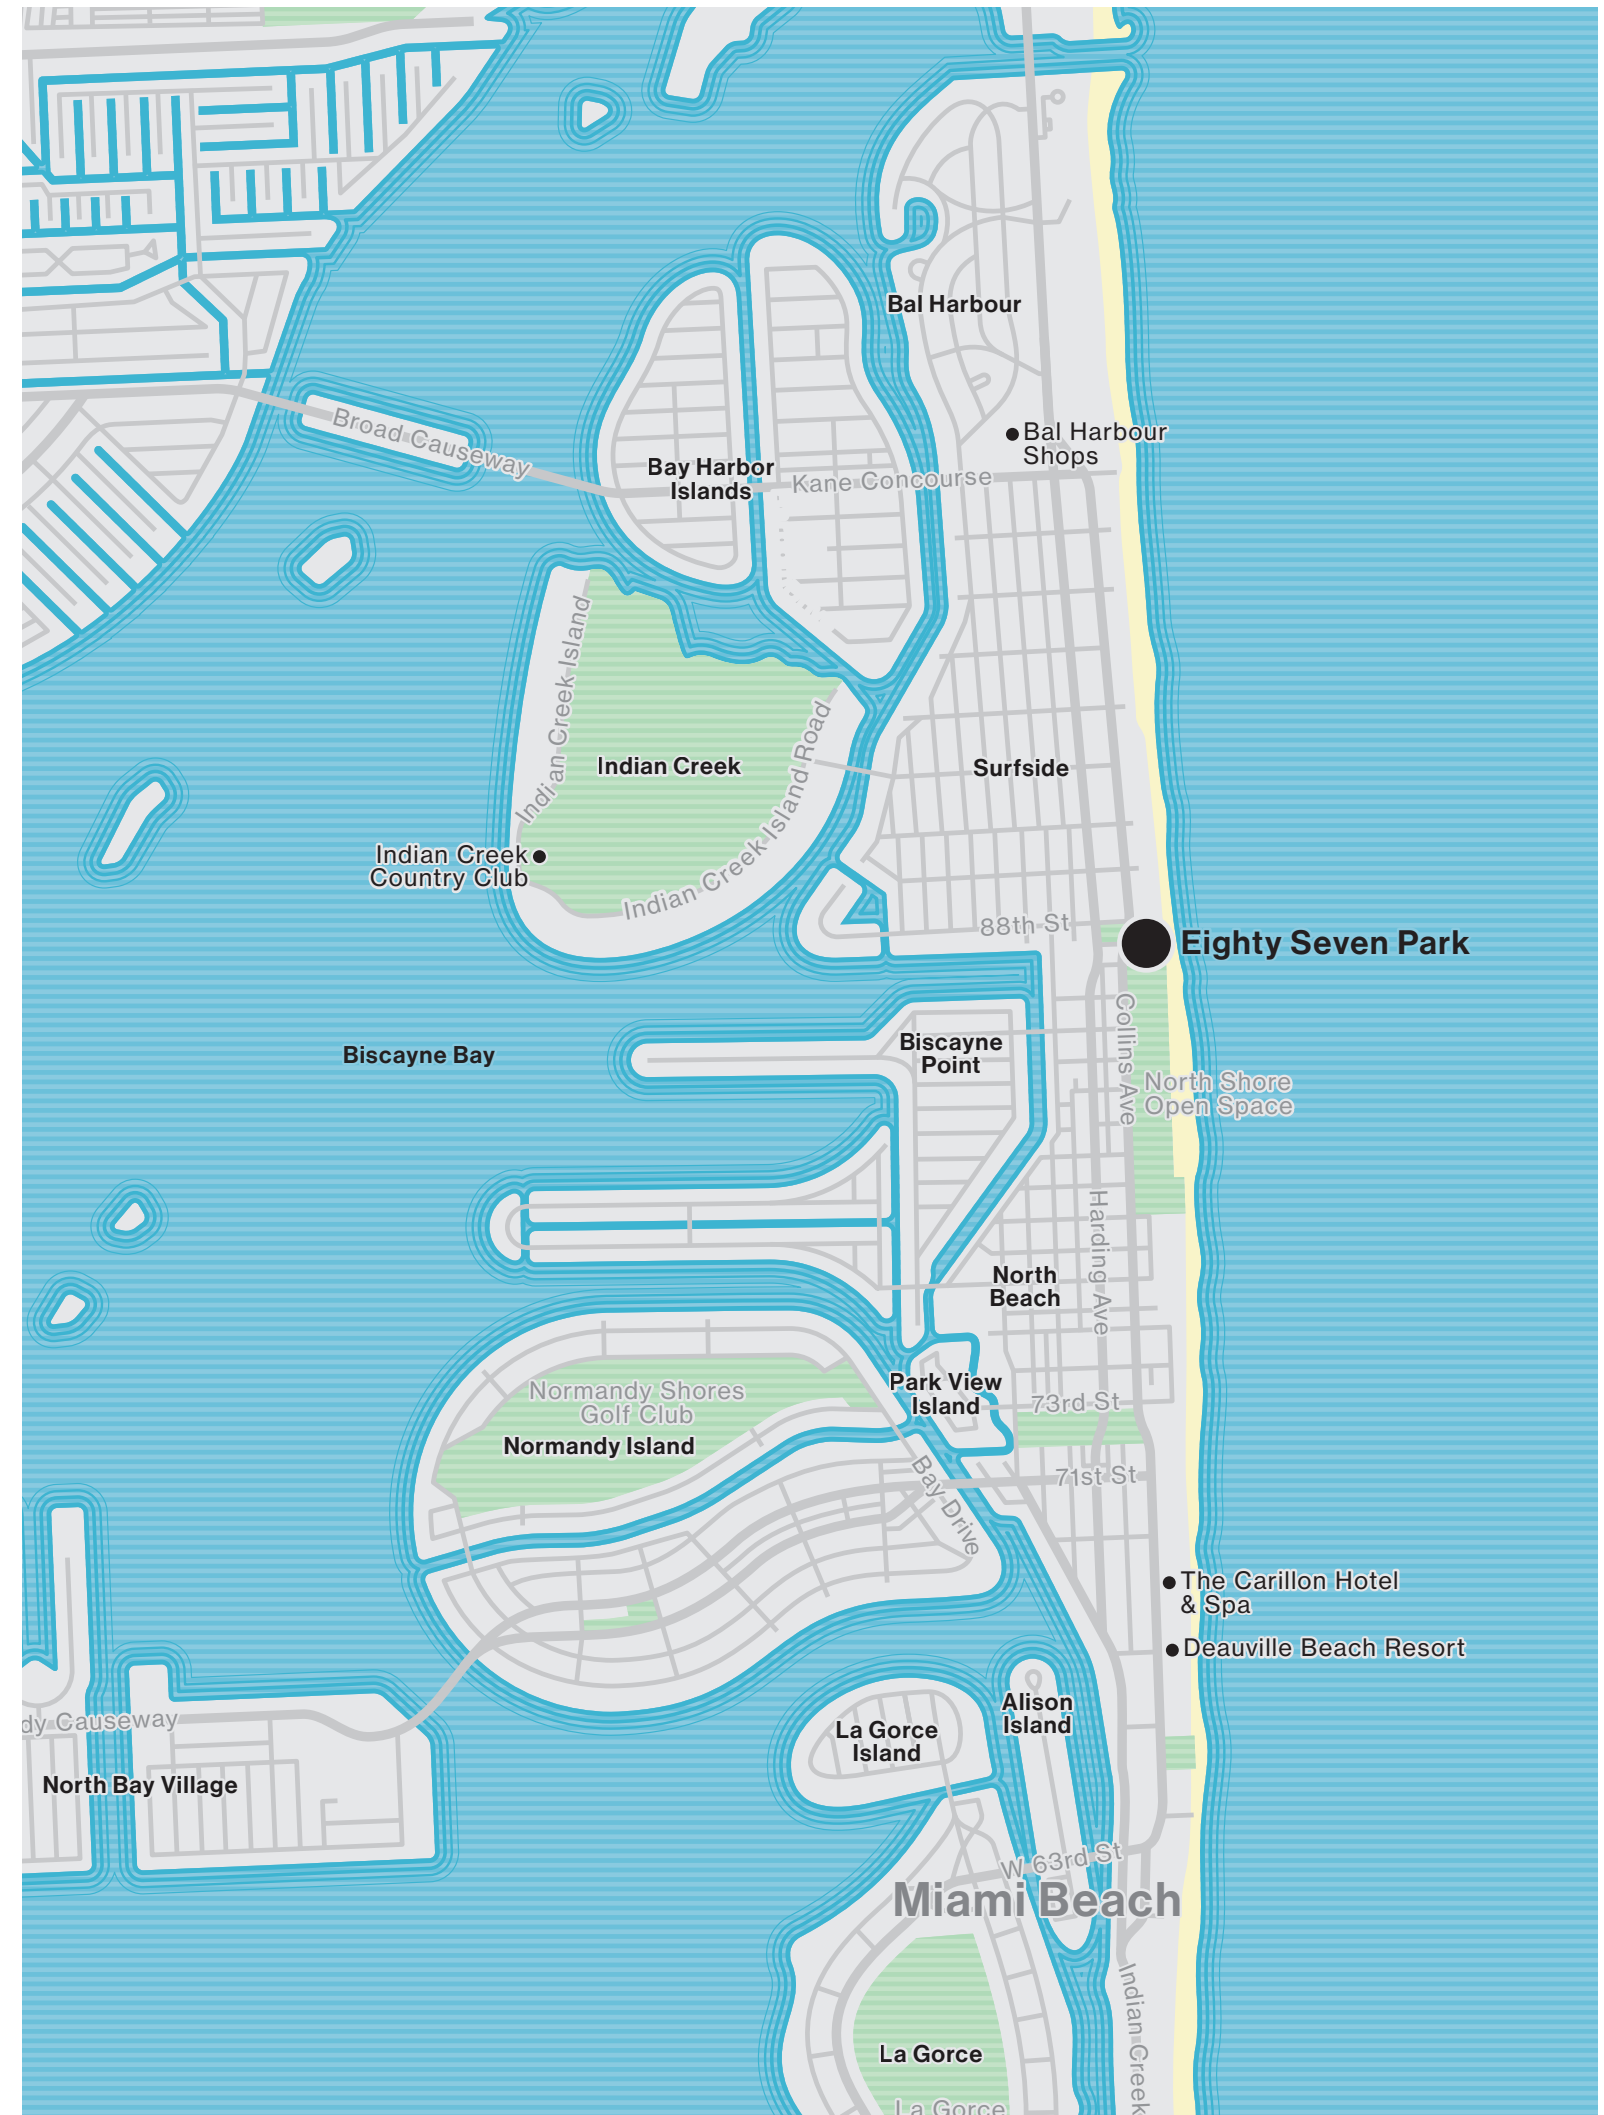 Bal Harbour
Broad Causeway
Bal Harbour
Shops
Bay Harbor
Islands
Kane Concourse
Indian Creek Island
Indian Creek Island Road
Indian Creek
Surfside
Indian Creek
Country Club
88th St
Eighty Seven Park
Collins Ave
Biscayne Bay
Biscayne
Point
North Shore
Open Space
Harding Ave
North
Beach
Park View
Island
73rd St
Normandy Shores
Golf Club
Normandy Island
Bay Drive
71st St
The Carillon Hotel
& Spa
Deauville Beach Resort
Alison
Island
La Gorce
Island
dy Causeway
North Bay Village
W 63rd St
Miami Beach
Indian Creek
La Gorce
La Gorce